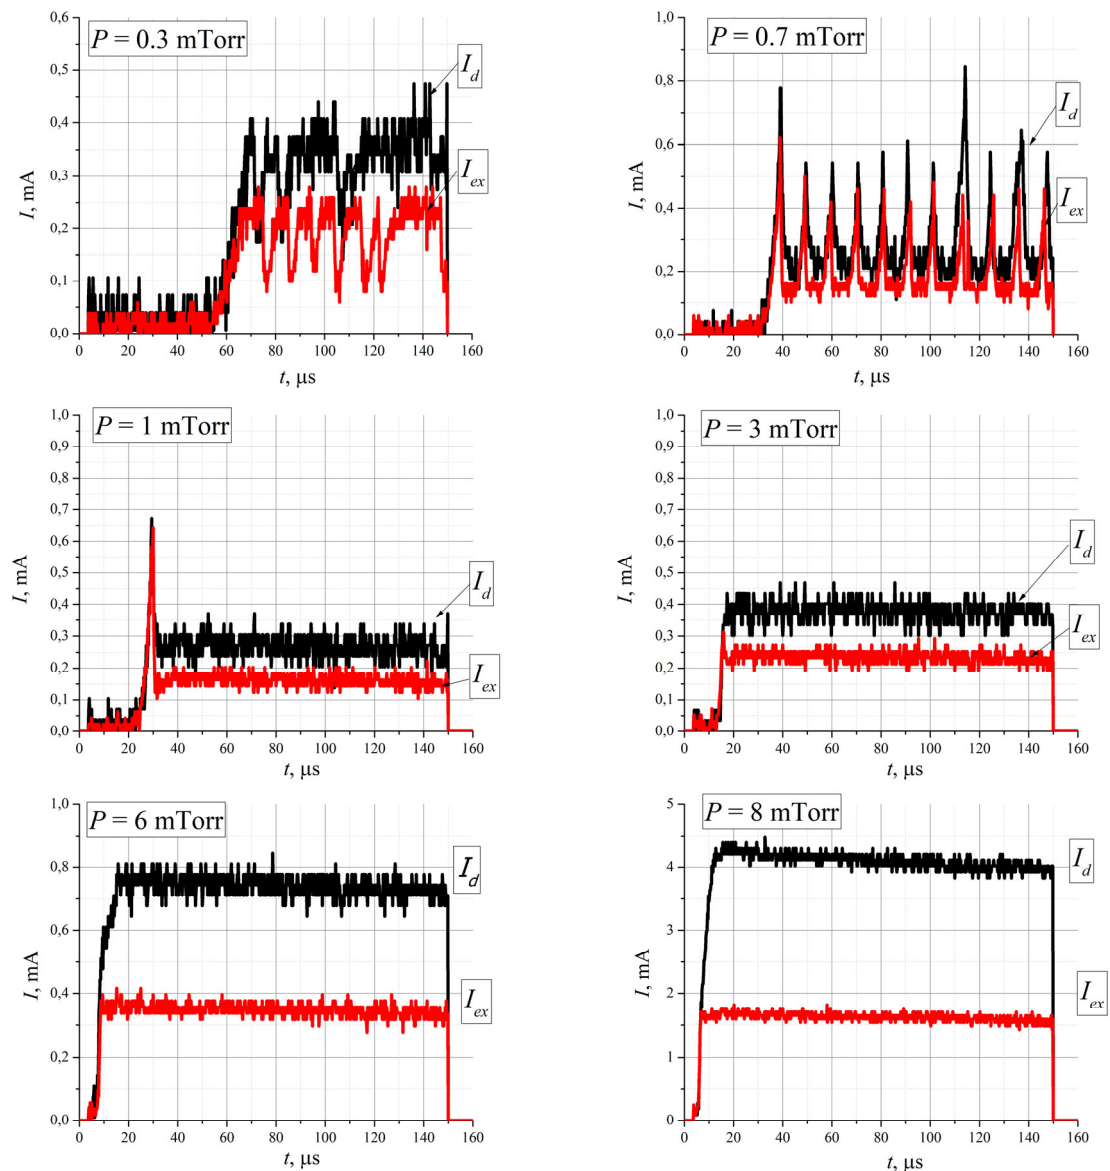 0,6
P = 0.3 mTorr
I_d
0,5
0,4
I, mA
0,3
I_ex
0,2
0,1
0,0
0 20 40 60 80 100 120 140 160
t, μs
1,0
P = 0.7 mTorr
0,8
I_d
0,6
I, mA
I_ex
0,4
0,2
0,0
0 20 40 60 80 100 120 140 160
t, μs
1,0
P = 1 mTorr
0,9
0,8
0,7
0,6
I, mA
0,5
I_d
0,4
0,3
0,2
I_ex
0,1
0,0
0 20 40 60 80 100 120 140 160
t, μs
1,0
P = 3 mTorr
0,9
0,8
0,7
0,6
I_d
I, mA
0,5
0,4
I_ex
0,3
0,2
0,1
0,0
0 20 40 60 80 100 120 140 160
t, μs
1,0
P = 6 mTorr
0,8
I_d
0,6
I, mA
0,4
I_ex
0,2
0,0
0 20 40 60 80 100 120 140 160
t, μs
5
P = 8 mTorr
4
I_d
3
I, mA
2
I_ex
1
0
0 20 40 60 80 100 120 140 160
t, μs